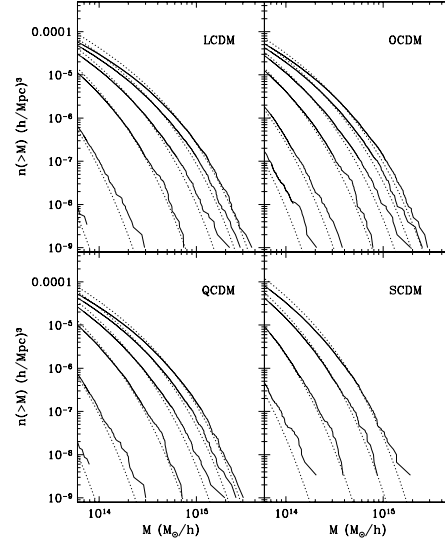 LCDM
OCDM
0.0001
10⁻⁵
10⁻⁶
10⁻⁷
10⁻⁸
10⁻⁹
n(>M) (h/Mpc)³
QCDM
SCDM
0.0001
10⁻⁵
10⁻⁶
10⁻⁷
10⁻⁸
10⁻⁹
n(>M) (h/Mpc)³
10¹⁴
10¹⁵
10¹⁴
10¹⁵
M (M☉/h)
M (M☉/h)